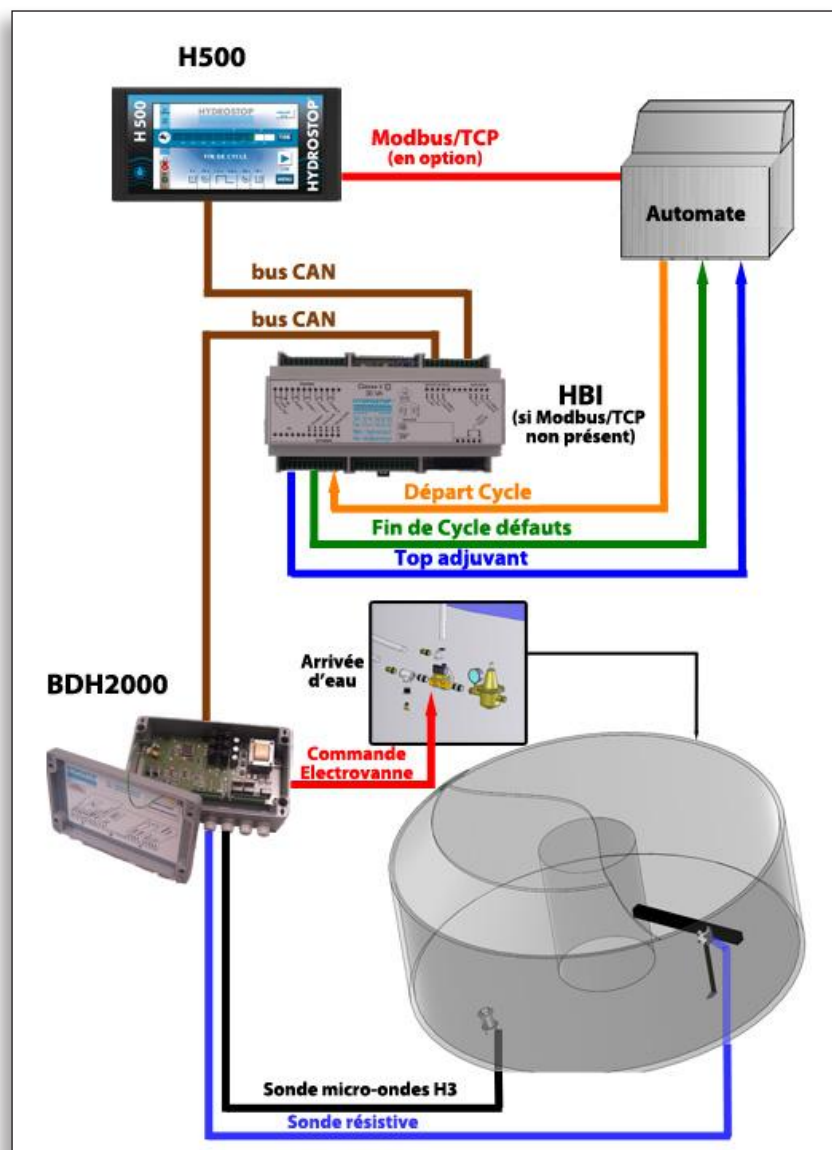 H500
H 500
HYDROSTOP
FIN DE CYCLE
MENU
HYDROSTOP
Modbus/TCP
(en option)
Automate
bus CAN
bus CAN
HBI
(si Modbus/TCP
non présent)
Départ Cycle
Fin de Cycle défauts
Top adjuvant
Arrivée
d'eau
BDH2000
Commande
Electrovanne
Sonde micro-ondes H3
Sonde résistive